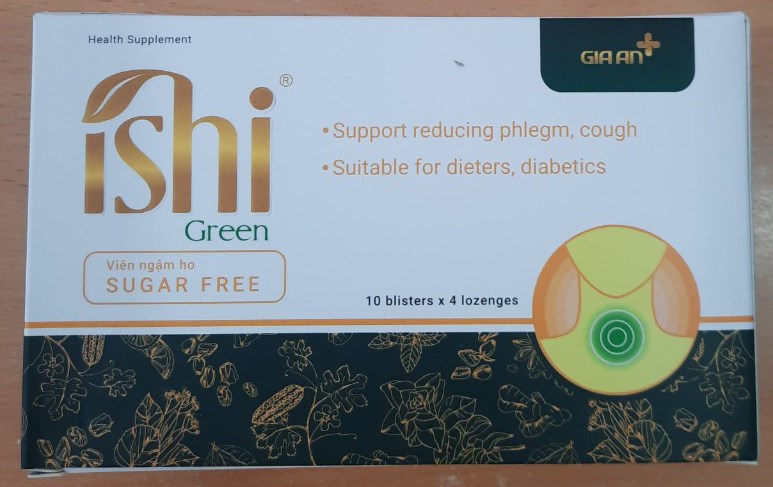 Health Supplement
GIA AN
ishi®
Green
• Support reducing phlegm, cough
• Suitable for dieters, diabetics
Viên ngậm ho
SUGAR FREE
10 blisters x 4 lozenges